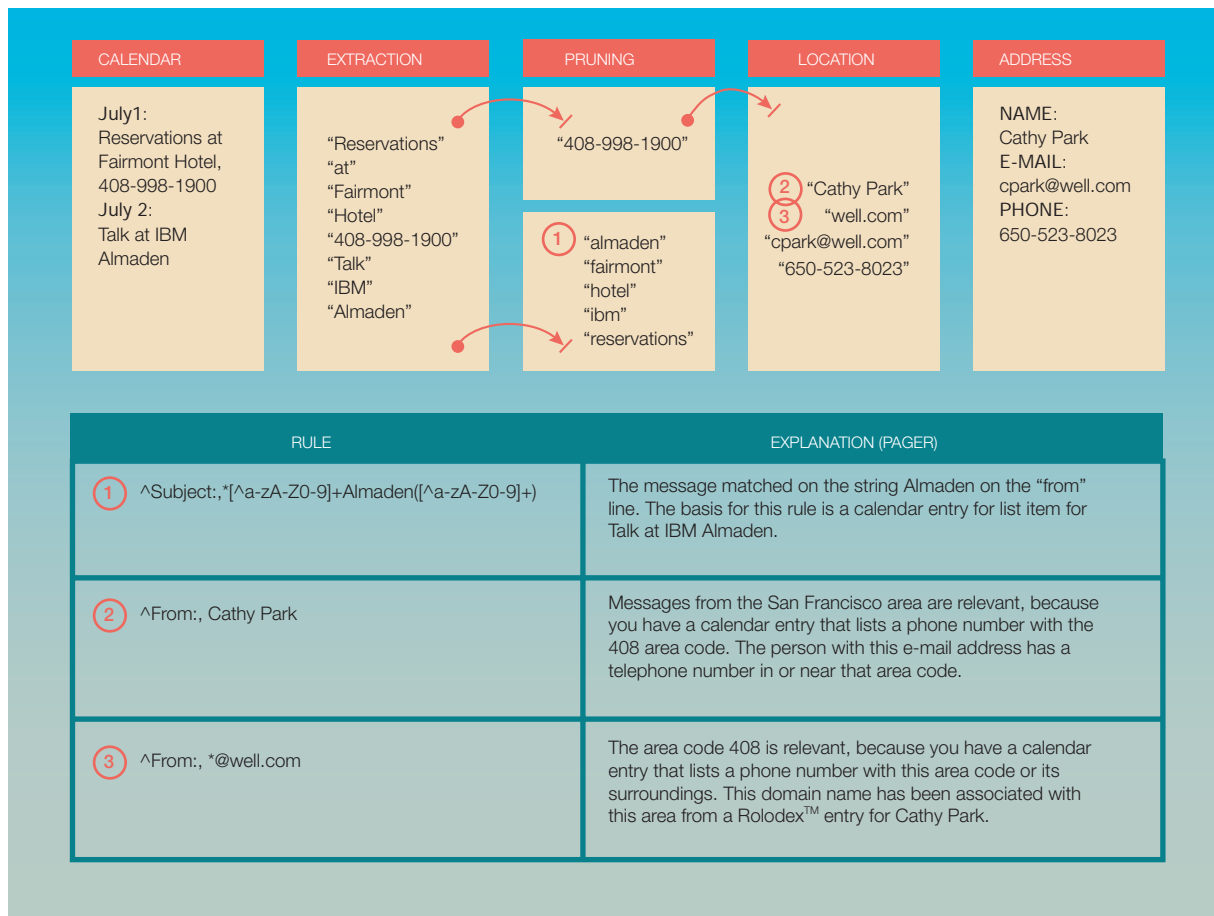 CALENDAR
July1:
Reservations at
Fairmont Hotel,
408-998-1900
July 2:
Talk at IBM
Almaden
EXTRACTION
“Reservations”
“at”
“Fairmont”
“Hotel”
“408-998-1900”
“Talk”
“IBM”
“Almaden”
PRUNING
“408-998-1900”
1 “almaden”
“fairmont”
“hotel”
“ibm”
“reservations”
LOCATION
2 “Cathy Park”
3 “well.com”
“cpark@well.com”
“650-523-8023”
ADDRESS
NAME:
Cathy Park
E-MAIL:
cpark@well.com
PHONE:
650-523-8023
RULE
EXPLANATION (PAGER)
1 ^Subject:,*[^a-zA-Z0-9]+Almaden([^a-zA-Z0-9]+)
The message matched on the string Almaden on the “from”
line. The basis for this rule is a calendar entry for list item for
Talk at IBM Almaden.
2 ^From:, Cathy Park
Messages from the San Francisco area are relevant, because
you have a calendar entry that lists a phone number with the
408 area code. The person with this e-mail address has a
telephone number in or near that area code.
3 ^From:, *@well.com
The area code 408 is relevant, because you have a calendar
entry that lists a phone number with this area code or its
surroundings. This domain name has been associated with
this area from a Rolodex™ entry for Cathy Park.